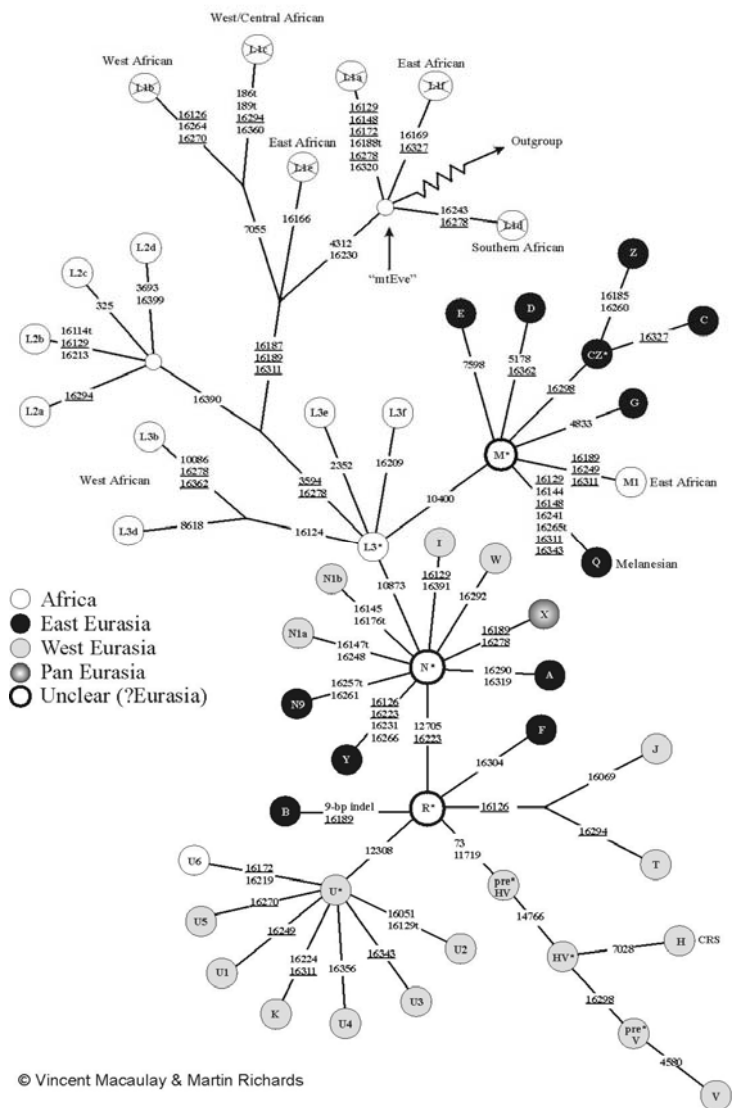 West/Central African
L1c
West African
L1b
186t
189t
16294
16360
16126
16264
16270
East African
L1e
16166
7055
L1a
16129
16148
16172
16188t
16278
16320
East African
L1f
16169
16327
Outgroup
16243
16278
L1d
Southern African
4312
16230
"mtEve"
16187
16189
16311
L2d
3693
16399
L2c
325
L2b
16114t
16129
16213
L2a
16294
16390
3594
16278
L3b
10086
16278
16362
West African
L3d
8618
16124
L3e
2352
L3f
16209
L3*
10400
10873
Z
16185
16260
C
16327
CZ*
16298
E
7598
D
5178
16362
G
4833
M*
16189
16249
16311
M1
East African
16129
16144
16148
16241
16265t
16311
16343
Q
Melanesian
Africa
East Eurasia
West Eurasia
Pan Eurasia
Unclear (?Eurasia)
N1b
16145
16176t
I
16129
16391
W
16292
X
16189
16278
N1a
16147t
16248
N*
16290
16319
A
N9
16257t
16261
Y
16126
16223
16231
16266
12705
16223
F
16304
J
16069
B
9-bp indel
16189
R*
16126
16294
T
12308
73
11719
U6
16172
16219
U*
U5
16270
U1
16249
K
16224
16311
U4
16356
U3
16343
U2
16051
16129t
pre*
HV
14766
HV*
7028
H
CRS
16298
pre*
V
4580
V
© Vincent Macaulay & Martin Richards